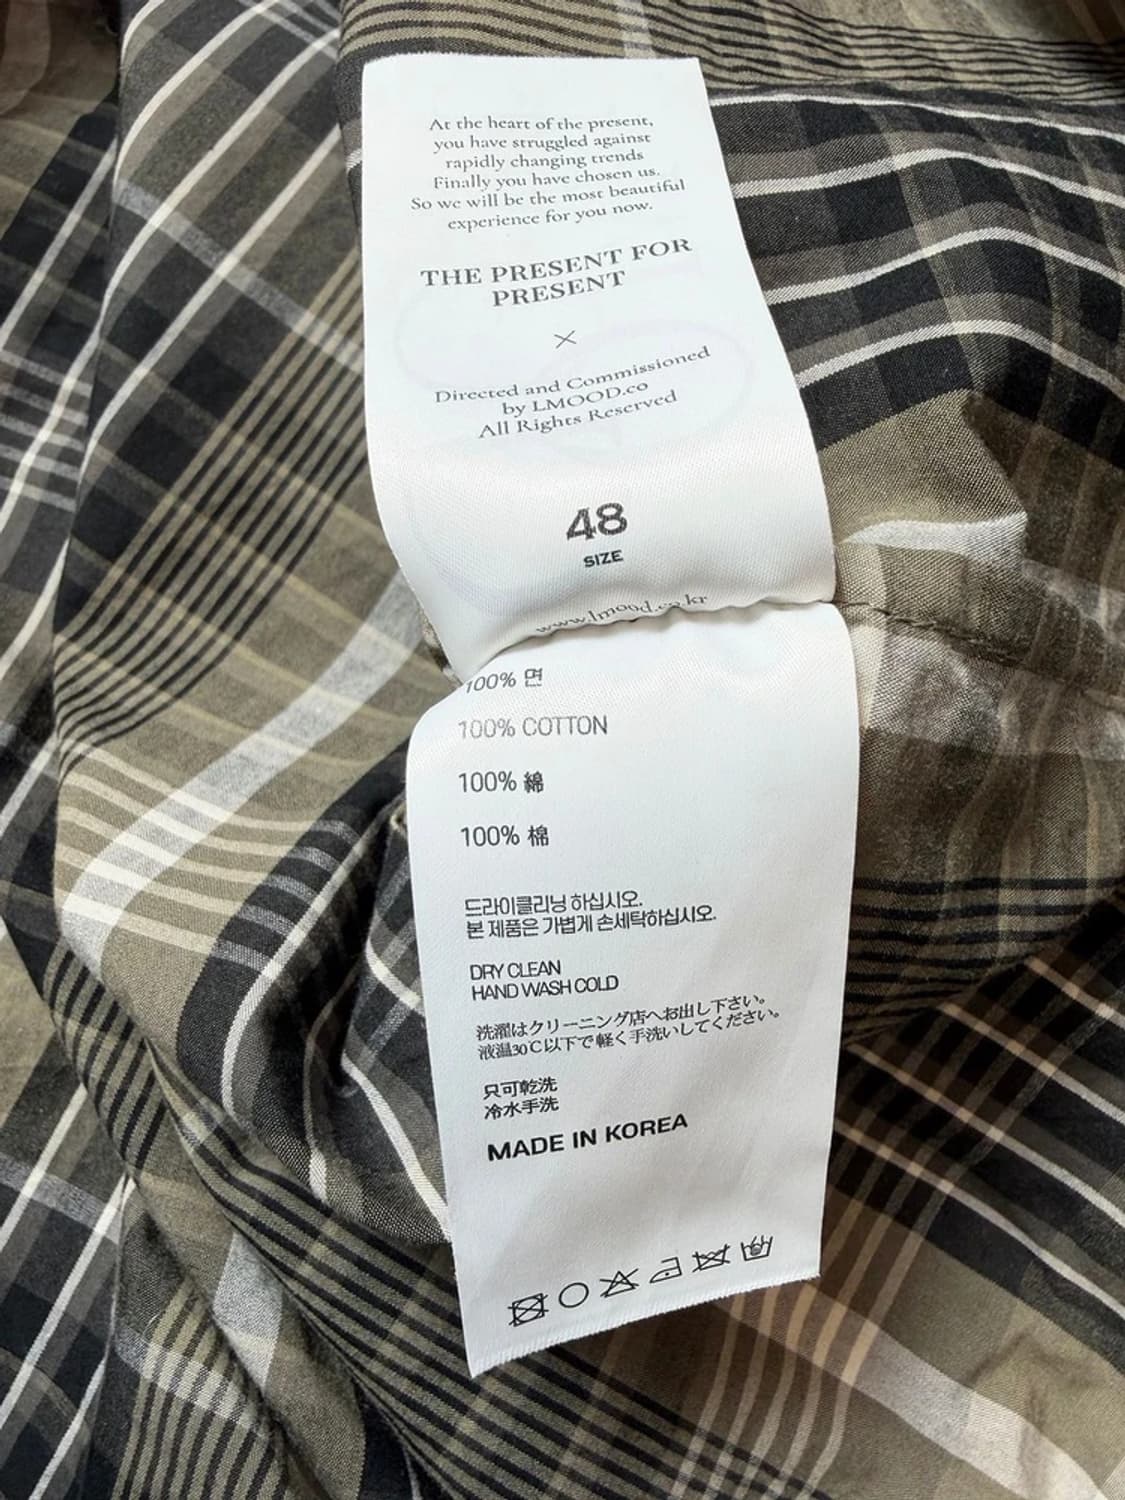 At the heart of the present,
you have struggled against
rapidly changing trends
Finally you have chosen us.
So we will be the most beautiful
experience for you now.
THE PRESENT FOR
PRESENT
Directed and Commissioned
by LMOOD.co
All Rights Reserved
48
SIZE
www.lmood.co.kr
100% 면
100% COTTON
100% 綿
100% 棉
드라이클리닝 하십시오.
본 제품은 가볍게 손세탁하십시오.
DRY CLEAN
HAND WASH COLD
洗濯はクリーニング店へお出し下さい。
液温30℃以下で軽く手洗いしてください。
只可乾洗
冷水手洗
MADE IN KOREA